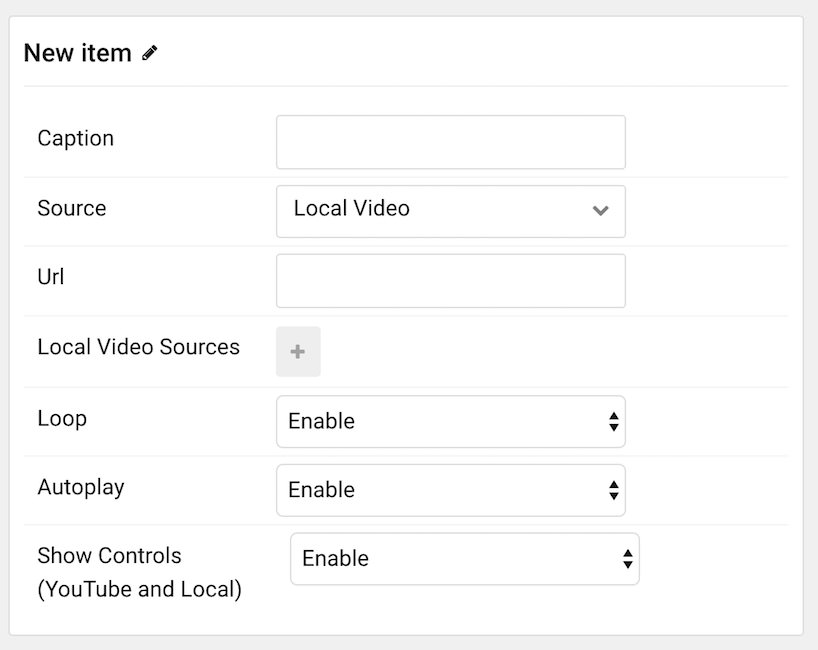 New item
Caption
Source
Local Video
Url
Local Video Sources
+
Loop
Enable
Autoplay
Enable
Show Controls
(YouTube and Local)
Enable